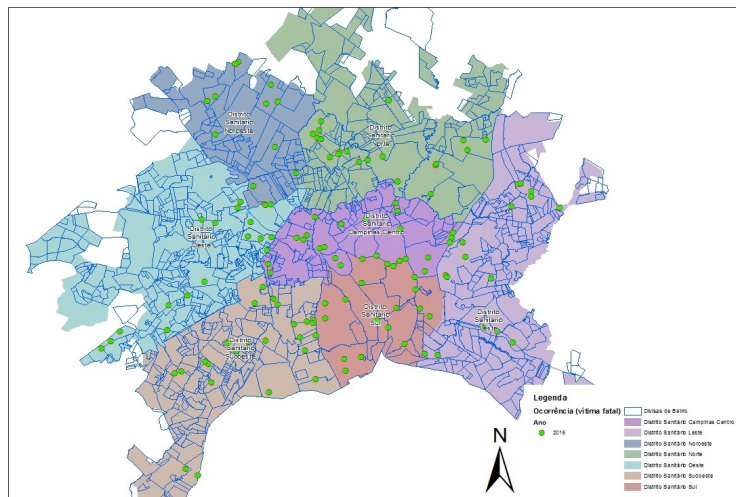 Distrito
Sanitário
Noroeste
Distrito
Sanitário
Norte
Distrito
Sanitário
Campinas Centro
Distrito
Sanitário
Oeste
Distrito
Sanitário
Sul
Distrito
Sanitário
Leste
Distrito
Sanitário
Sudoeste
Legenda
Ocorrência (vítima fatal)
Ano
2016
N
Divisas de Bairro
Distrito Sanitário Campinas Centro
Distrito Sanitário Leste
Distrito Sanitário Noroeste
Distrito Sanitário Norte
Distrito Sanitário Oeste
Distrito Sanitário Sudoeste
Distrito Sanitário Sul